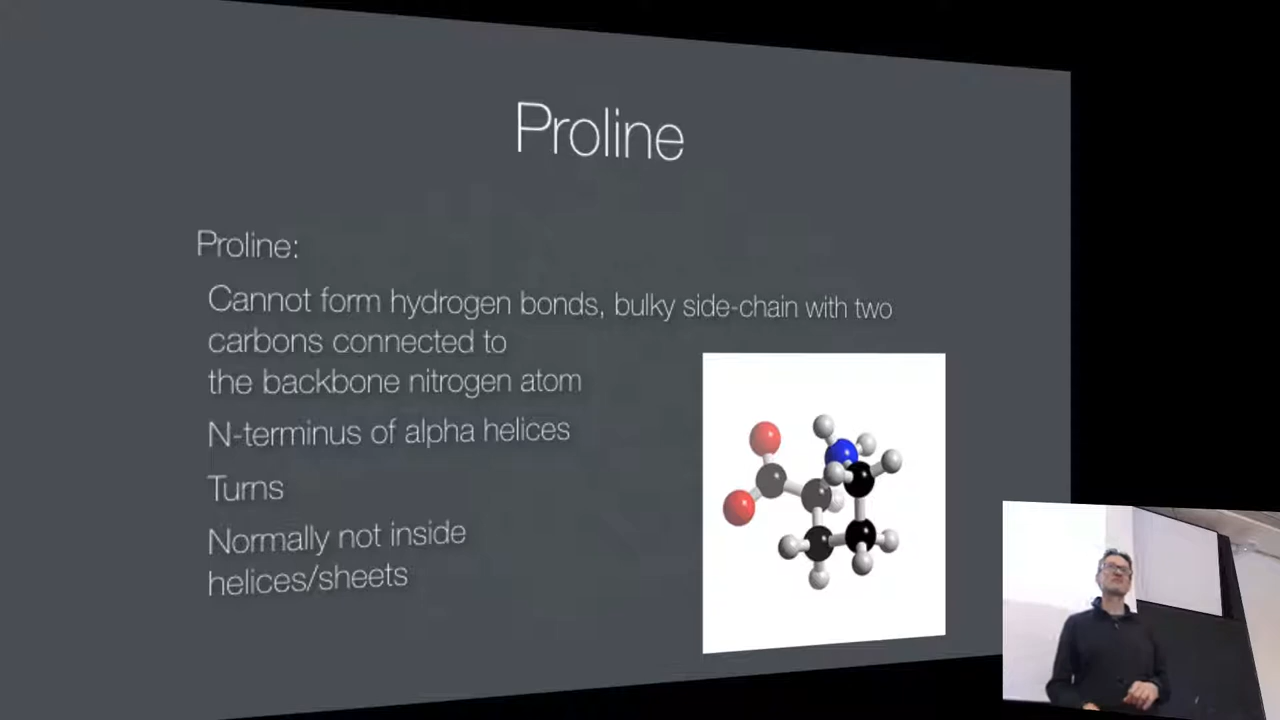 Proline
Proline:
Cannot form hydrogen bonds, bulky side-chain with two
carbons connected to
the backbone nitrogen atom
N-terminus of alpha helices
Turns
Normally not inside
helices/sheets